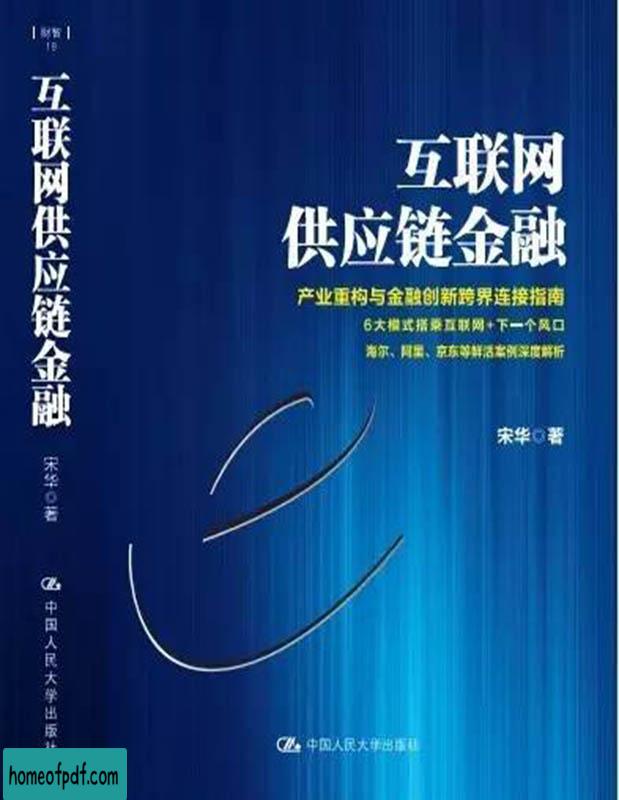 财智
18
互联网供应链金融
宋华◎著
中国人民大学出版社
互联网
供应链金融
产业重构与金融创新跨界连接指南
6大模式搭乘互联网+下一个风口
海尔、阿里、京东等鲜活案例深度解析
宋华◎著
中国人民大学出版社
homeofpdf.com